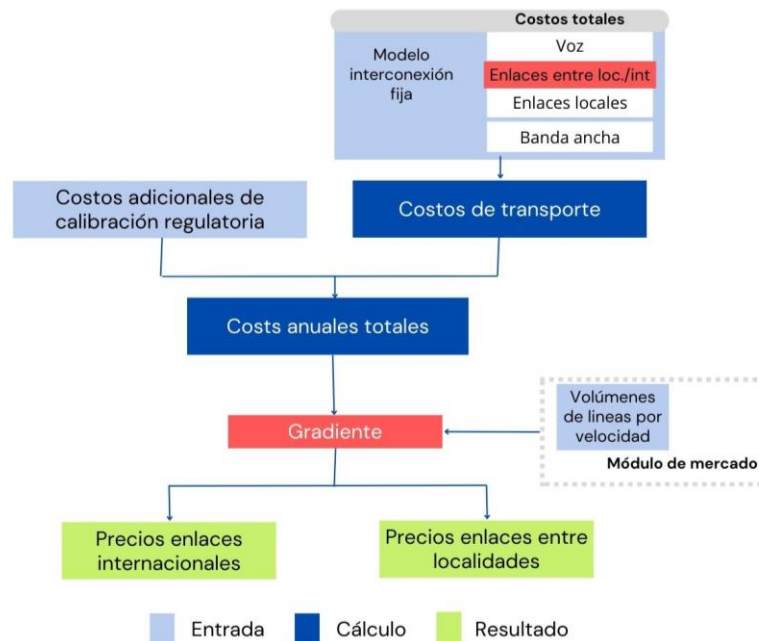 Costos totales
Modelo
interconexión
fija
Voz
Enlaces entre loc./int
Enlaces locales
Banda ancha
Costos adicionales de
calibración regulatoria
Costos de transporte
Costs anuales totales
Gradiente
Volúmenes
de lineas por
velocidad
Módulo de mercado
Precios enlaces
internacionales
Precios enlaces entre
localidades
Entrada
Cálculo
Resultado